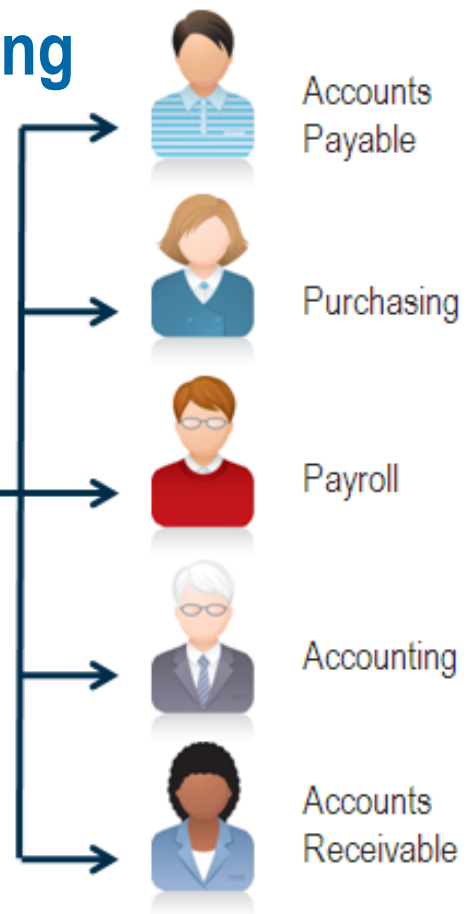 ng
Accounts
Payable
Purchasing
Payroll
Accounting
Accounts
Receivable